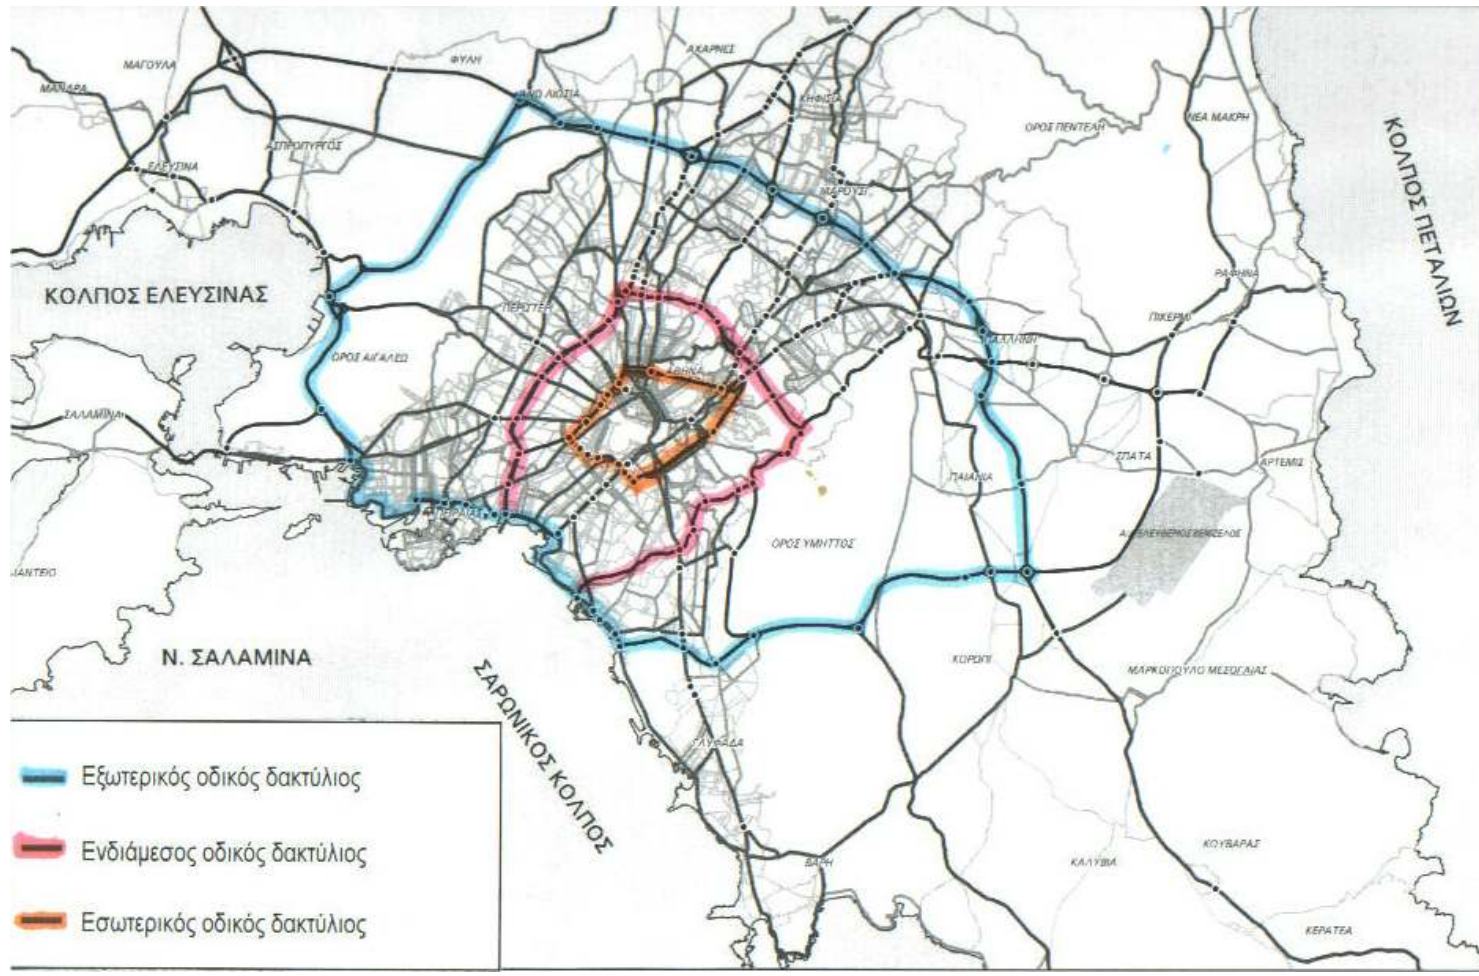 ΑΧΑΡΝΕΣ
ΦΥΛΗ
ΜΑΓΟΥΛΑ
ΜΑΝΔΡΑ
ΑΝΩ ΛΙΟΣΙΑ
ΚΗΦΙΣΙΑ
ΝΕΑ ΜΑΚΡΗ
ΟΡΟΣ ΠΕΝΤΕΛΗ
ΑΣΠΡΟΠΥΡΓΟΣ
ΕΛΕΥΣΙΝΑ
ΚΟΛΠΟΣ ΠΕΤΑΛΙΩΝ
ΜΑΡΟΥΣΙ
ΡΑΦΗΝΑ
ΚΟΛΠΟΣ ΕΛΕΥΣΙΝΑΣ
ΠΕΡΙΣΤΕΡΙ
ΠΙΚΕΡΜΙ
ΠΑΛΛΗΝΗ
ΟΡΟΣ ΑΙΓΑΛΕΩ
ΑΘΗΝΑ
ΣΑΛΑΜΙΝΑ
ΣΠΑΤΑ
ΑΡΤΕΜΙΣ
ΠΑΙΑΝΙΑ
ΟΡΟΣ ΥΜΗΤΤΟΣ
Ν. ΣΑΛΑΜΙΝΑ
ΚΟΡΩΠΙ
ΜΑΡΚΟΠΟΥΛΟ ΜΕΣΟΓΑΙΑΣ
ΣΑΡΩΝΙΚΟΣ ΚΟΛΠΟΣ
ΓΛΥΦΑΔΑ
ΚΟΥΒΑΡΑΣ
ΒΑΡΗ
ΚΑΛΥΒΙΑ
ΚΕΡΑΤΕΑ
Εξωτερικός οδικός δακτύλιος
Ενδιάμεσος οδικός δακτύλιος
Εσωτερικός οδικός δακτύλιος